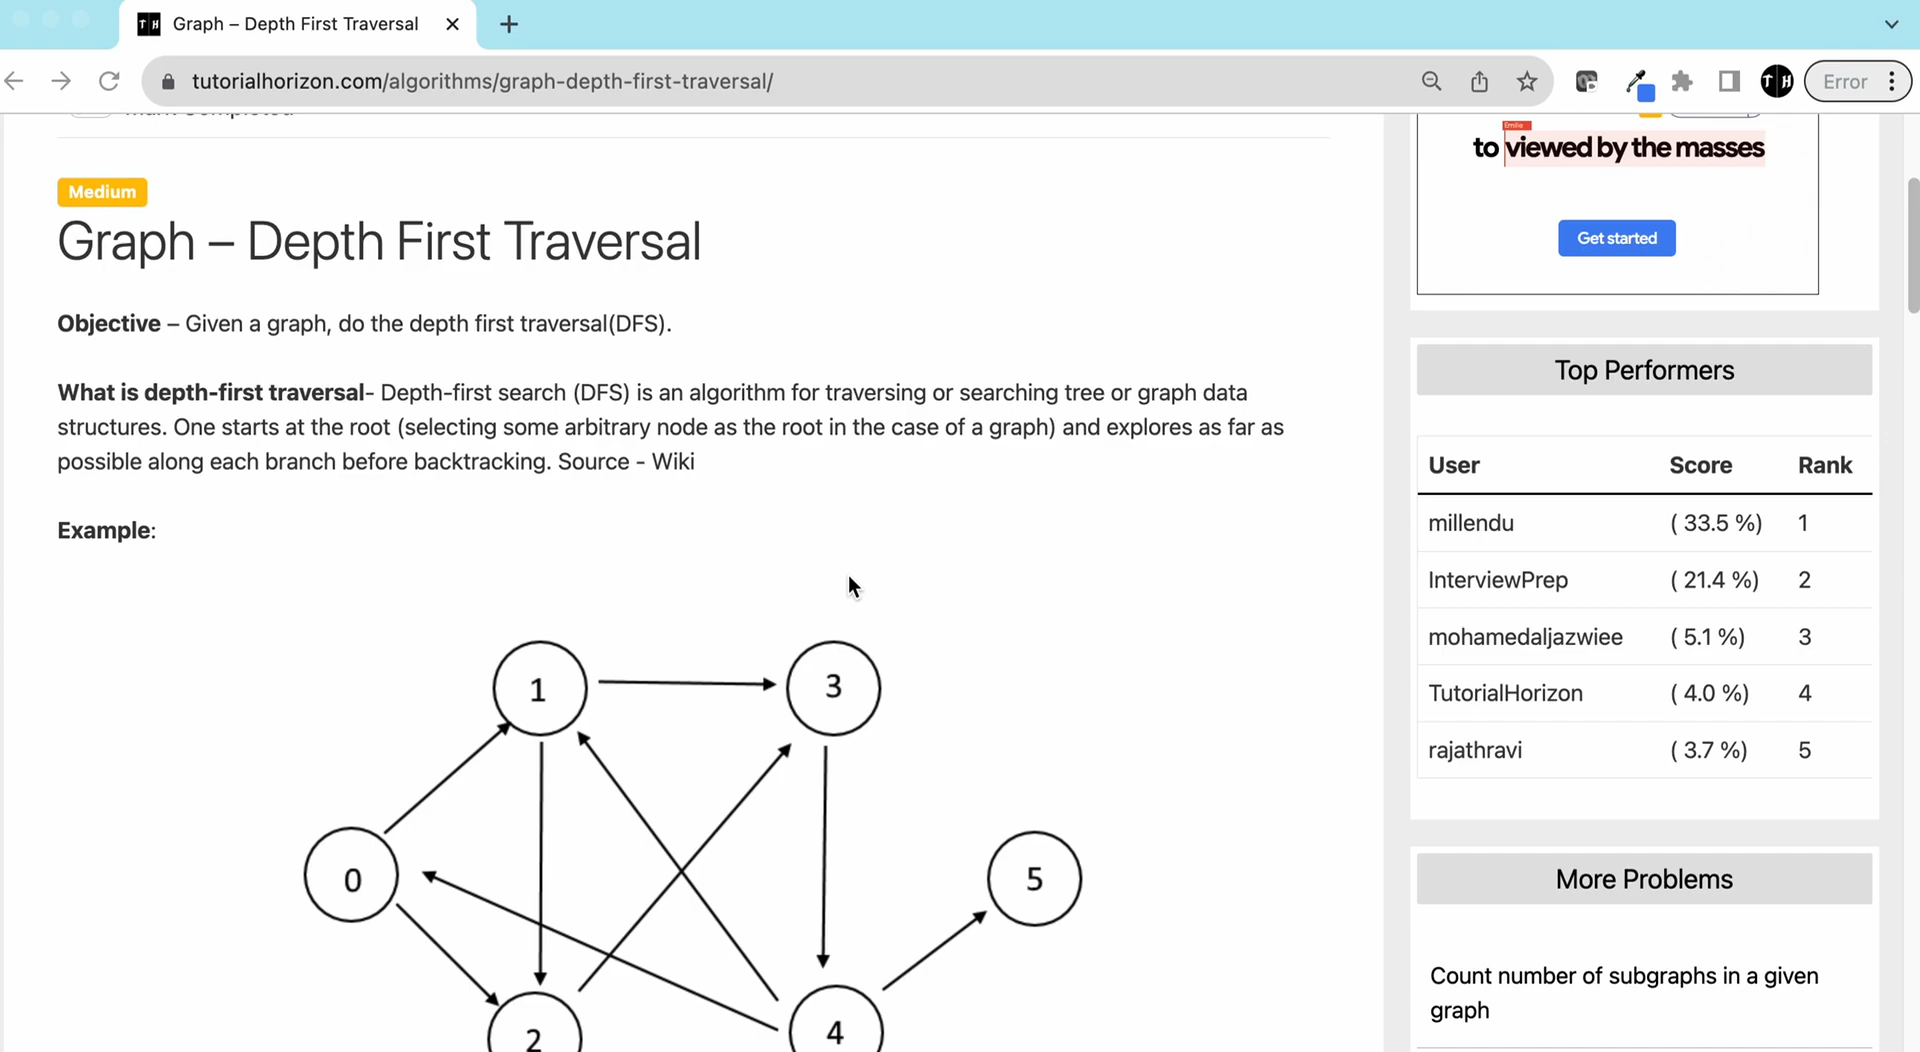 TH Graph – Depth First Traversal
tutorialhorizon.com/algorithms/graph-depth-first-traversal/
TH Error
Medium
Graph – Depth First Traversal
Objective – Given a graph, do the depth first traversal(DFS).
What is depth-first traversal- Depth-first search (DFS) is an algorithm for traversing or searching tree or graph data
structures. One starts at the root (selecting some arbitrary node as the root in the case of a graph) and explores as far as
possible along each branch before backtracking. Source - Wiki
Example:
1
3
0
5
2
4
Emilie
to viewed by the masses
Get started
Top Performers
User Score Rank
millendu ( 33.5 %) 1
InterviewPrep ( 21.4 %) 2
mohamedaljazwiee ( 5.1 %) 3
TutorialHorizon ( 4.0 %) 4
rajathravi ( 3.7 %) 5
More Problems
Count number of subgraphs in a given
graph